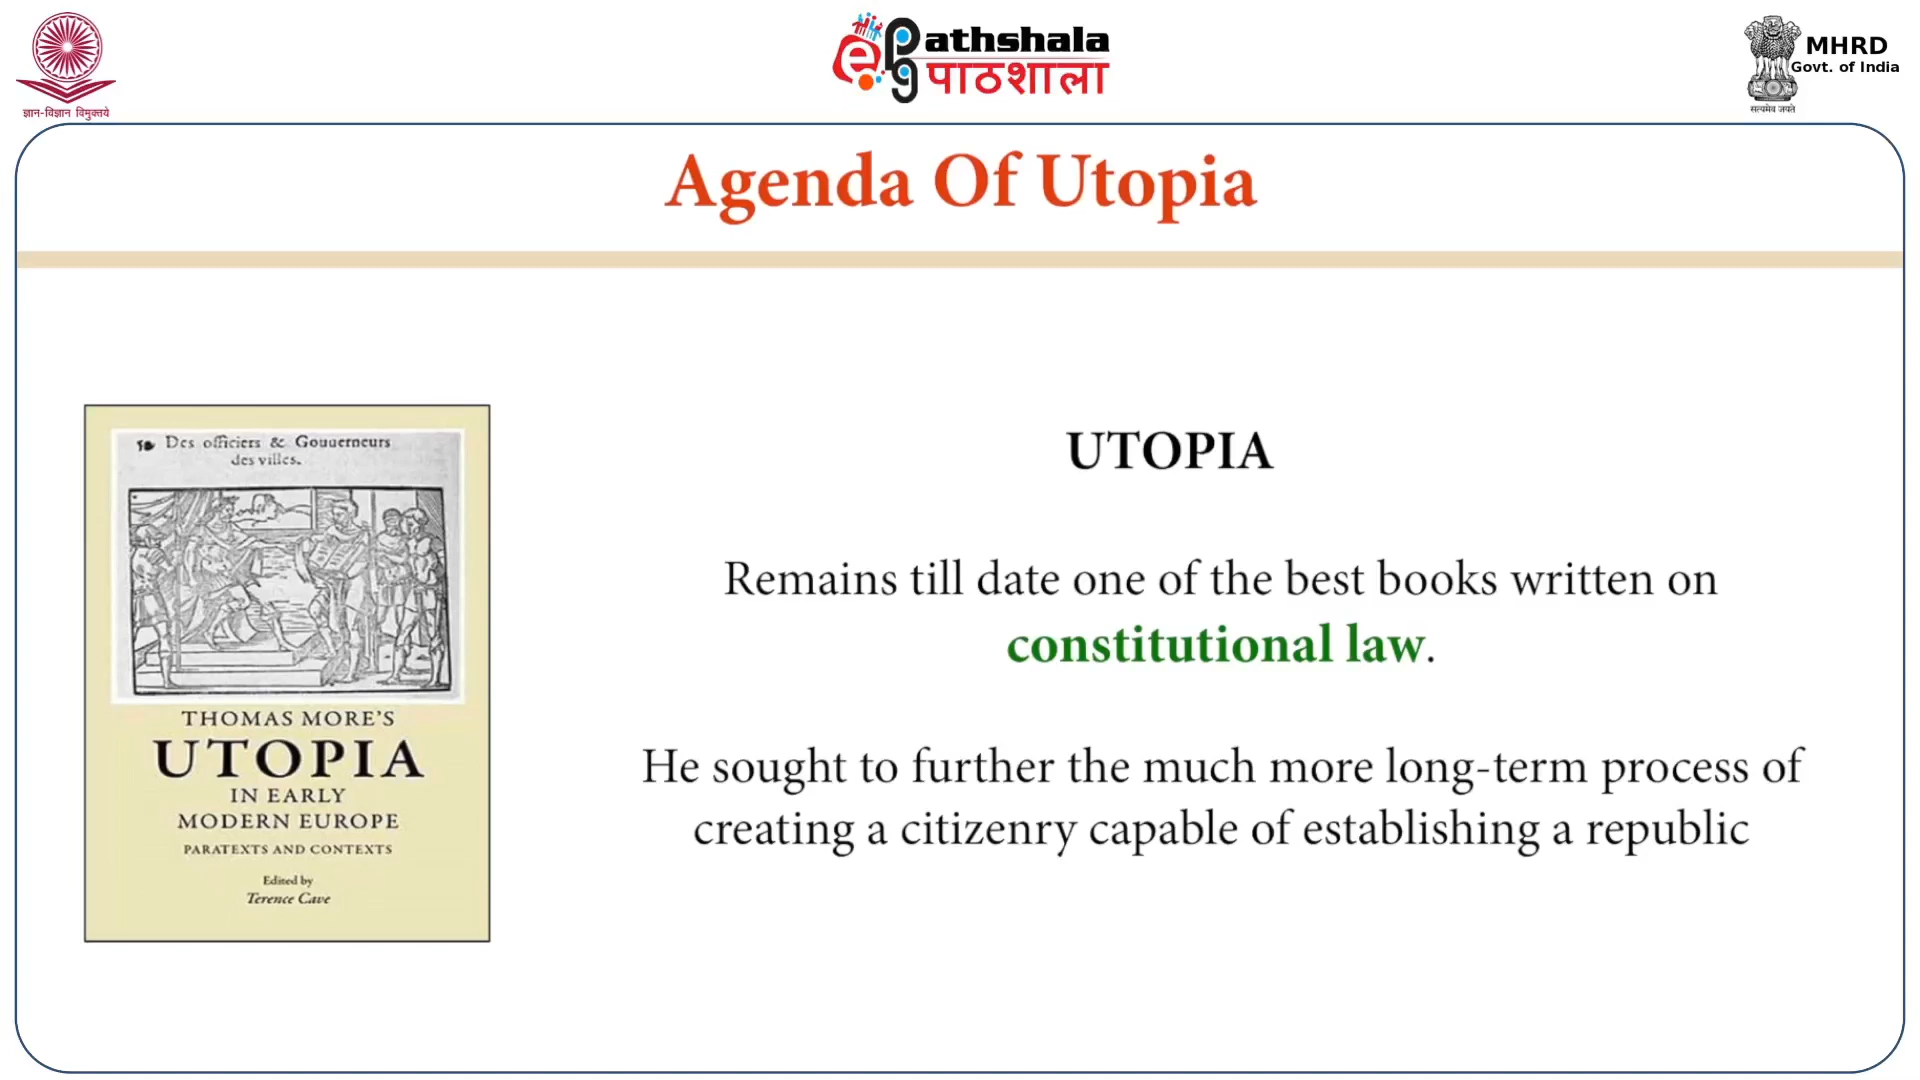 ज्ञान-विज्ञान विमुक्तये
e Pathshala
pg पाठशाला
MHRD
Govt. of India
सत्यमेव जयते
Agenda Of Utopia
Des officiers & Gouuerneurs
des villes.
THOMAS MORE'S
UTOPIA
IN EARLY
MODERN EUROPE
PARATEXTS AND CONTEXTS
Edited by
Terence Cave
UTOPIA
Remains till date one of the best books written on
constitutional law.
He sought to further the much more long-term process of
creating a citizenry capable of establishing a republic